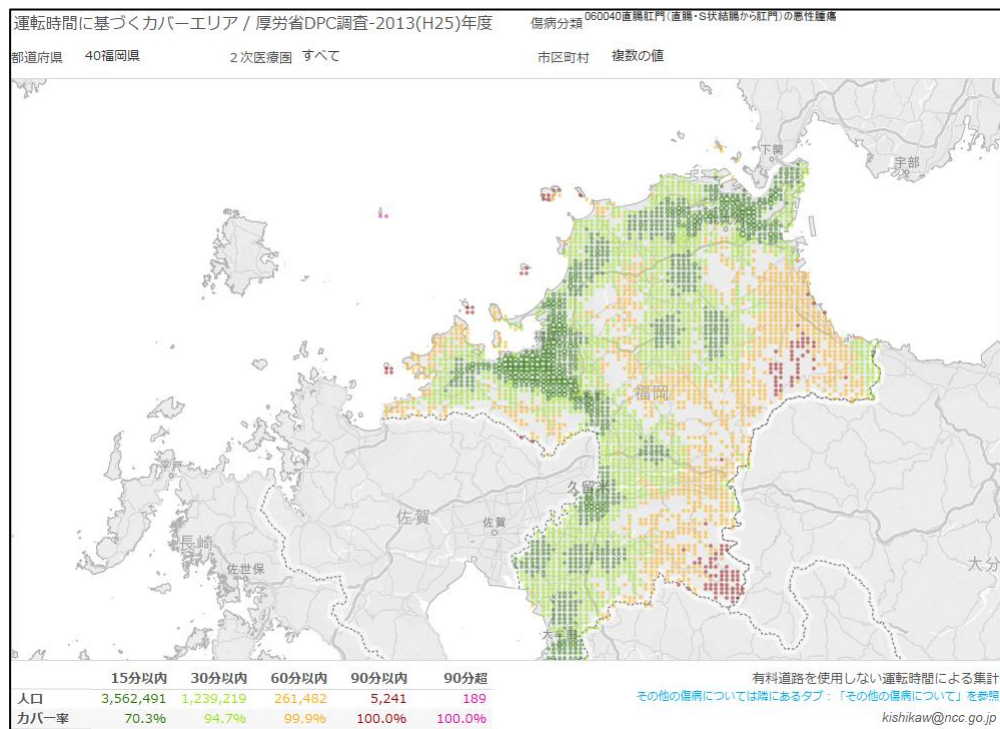 運転時間に基づくカバーエリア / 厚労省DPC調査-2013(H25)年度
傷病分類 060040直腸肛門(直腸・S状結腸から肛門)の悪性腫瘍
都道府県 40福岡県 2次医療圏 すべて 市区町村 複数の値
下関
宇部
福岡
久留米
佐賀
佐賀
平戸
長崎
佐世保
大分
大牟田
15分以内 30分以内 60分以内 90分以内 90分超
人口 3,562,491 1,239,219 261,482 5,241 189
カバー率 70.3% 94.7% 99.9% 100.0% 100.0%
有料道路を使用しない運転時間による集計
その他の傷病については隣にあるタブ：「その他の傷病について」を参照
kishikaw@ncc.go.jp